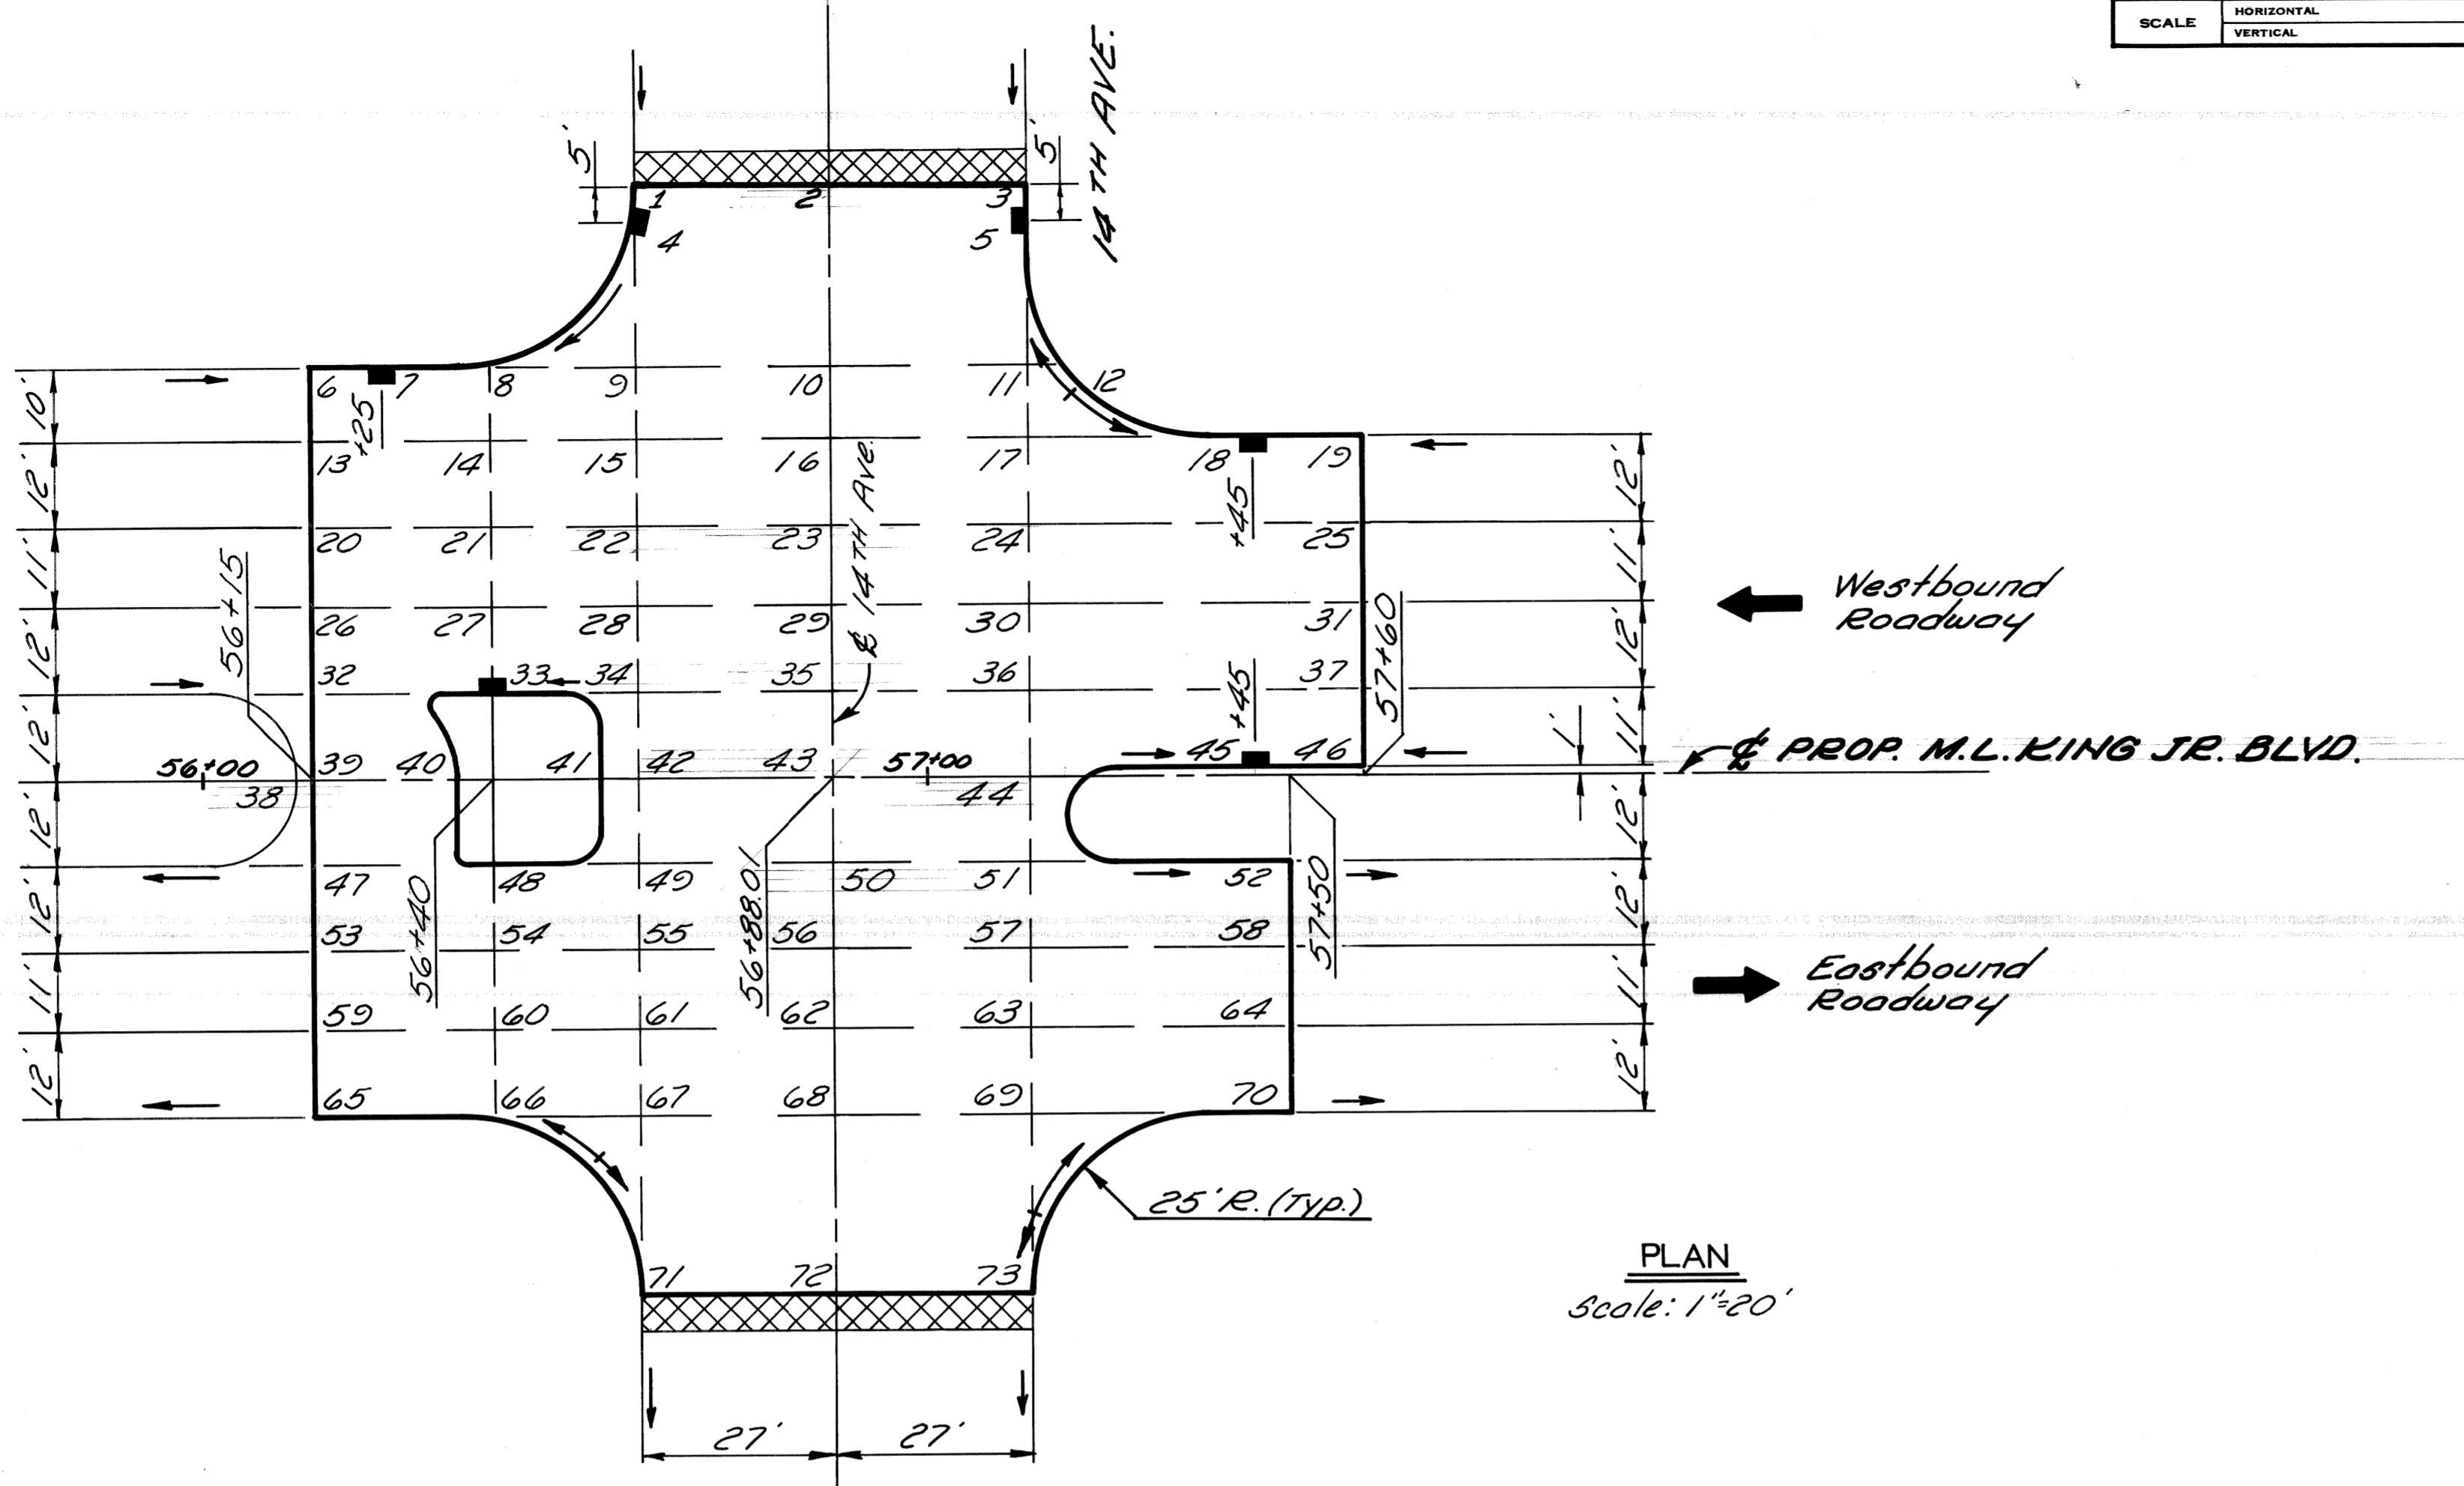 SCALE
HORIZONTAL
VERTICAL
14 TH AVE.
5'
5'
1 2 3
4 5
6 7 8 9 10 11 12
10'
+25
13 14 15 16 17 18 19
12'
12'
+45
℄ 14 TH Ave.
20 21 22 23 24 25
11'
11'
56+15
Westbound
Roadway
26 27 28 29 30 31
12'
12'
57+60
32 33 34 35 36 37
+45
12'
11'
1'
56+00 39 40 41 42 43 57+00 45 46
℄ PROP. M.L. KING JR. BLVD.
38 44
12'
12'
47 48 49 50 51 52
12'
12'
56+40
56+88.01
57+50
53 54 55 56 57 58
11'
11'
Eastbound
Roadway
59 60 61 62 63 64
12'
12'
65 66 67 68 69 70
25' R. (Typ.)
71 72 73
PLAN
Scale: 1"=20'
27' 27'